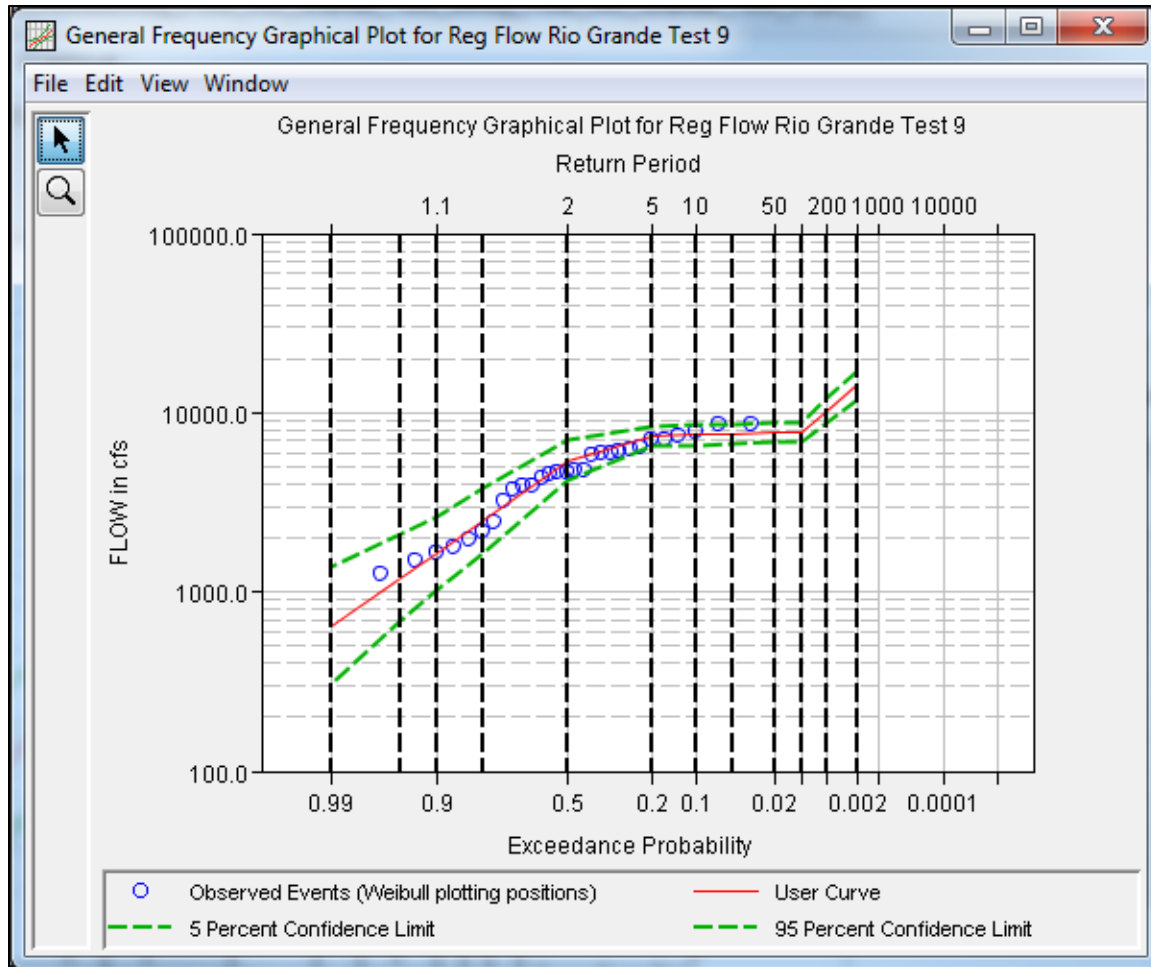 General Frequency Graphical Plot for Reg Flow Rio Grande Test 9
File Edit View Window
General Frequency Graphical Plot for Reg Flow Rio Grande Test 9
Return Period
1.1 2 5 10 50 200 1000 10000
100000.0
10000.0
1000.0
100.0
FLOW in cfs
0.99 0.9 0.5 0.2 0.1 0.02 0.002 0.0001
Exceedance Probability
Observed Events (Weibull plotting positions) User Curve
5 Percent Confidence Limit 95 Percent Confidence Limit